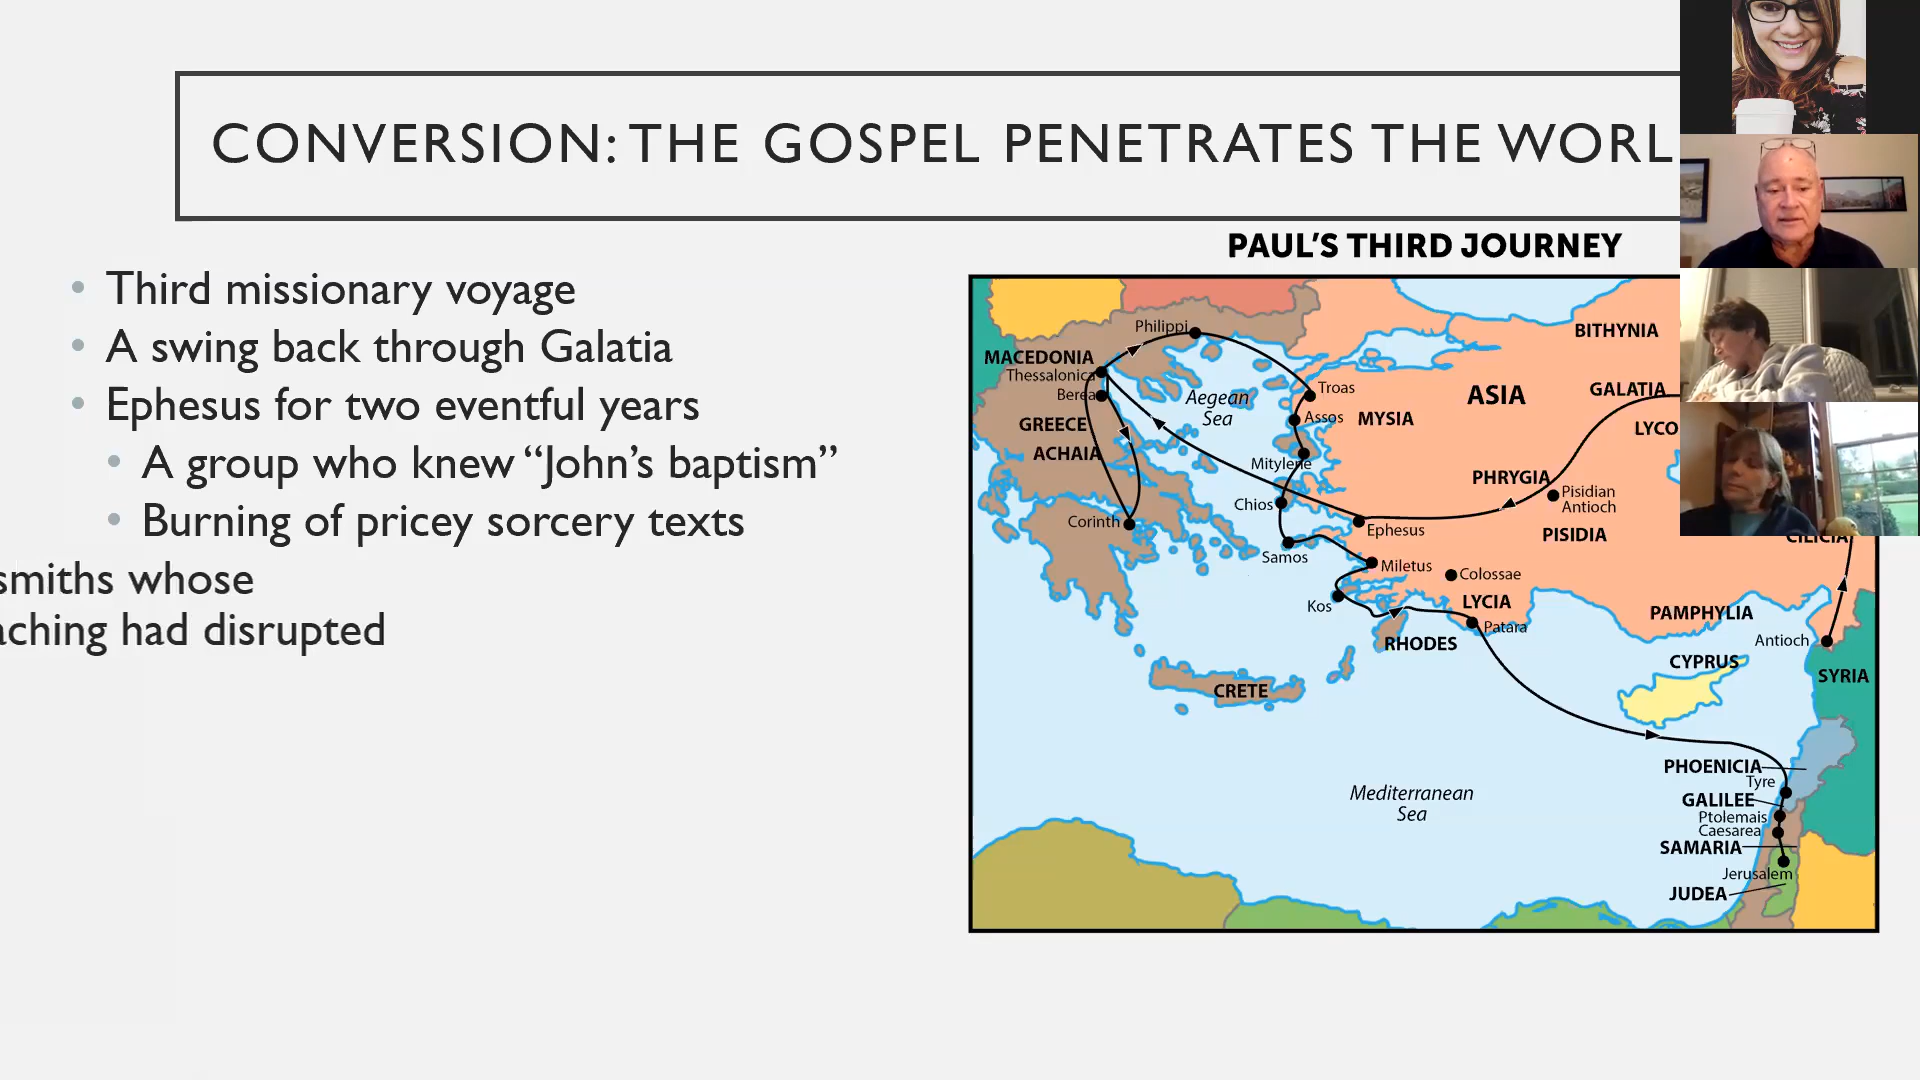 CONVERSION: THE GOSPEL PENETRATES THE WORL
• Third missionary voyage
• A swing back through Galatia
• Ephesus for two eventful years
• A group who knew “John’s baptism”
• Burning of pricey sorcery texts
smiths whose
aching had disrupted
PAUL’S THIRD JOURNEY
Philippi
BITHYNIA
MACEDONIA
Thessalonica
Troas
GALATIA
ASIA
Berea
Aegean
Sea
Assos
MYSIA
GREECE
LYCO
ACHAIA
Mitylene
PHRYGIA
Pisidian
Antioch
Chios
Corinth
Ephesus
PISIDIA
CILICIA
Samos
Miletus
Colossae
Kos
LYCIA
PAMPHYLIA
Patara
Antioch
RHODES
CYPRUS
SYRIA
CRETE
PHOENICIA
Tyre
Mediterranean
Sea
GALILEE
Ptolemais
Caesarea
SAMARIA
Jerusalem
JUDEA